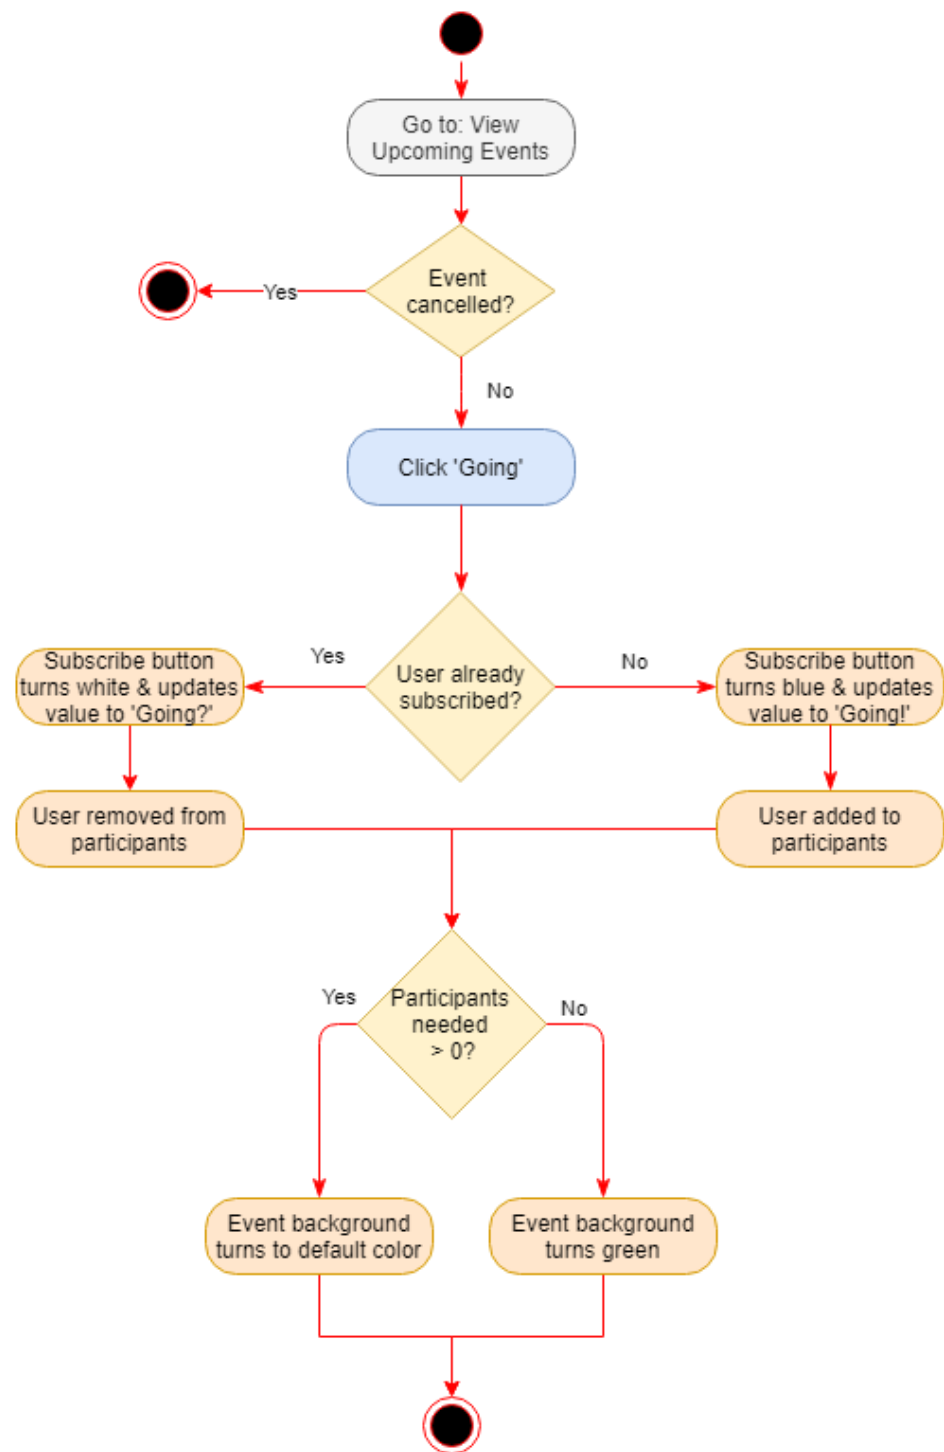 Go to: View
Upcoming Events
Event
cancelled?
Yes
No
Click 'Going'
Subscribe button
turns white & updates
value to 'Going?'
Yes
User already
subscribed?
No
Subscribe button
turns blue & updates
value to 'Going!'
User removed from
participants
User added to
participants
Yes
Participants
needed
> 0?
No
Event background
turns to default color
Event background
turns green